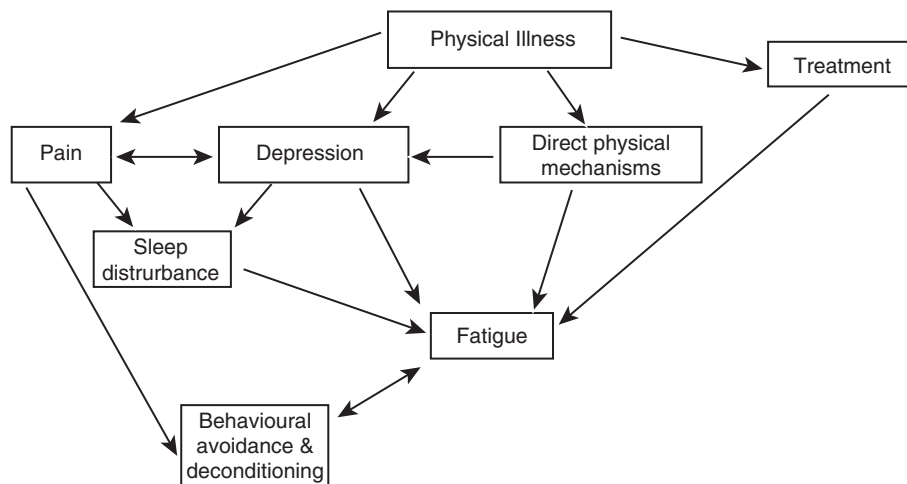 Physical Illness
Treatment
Pain
Depression
Direct physical
mechanisms
Sleep
distrurbance
Fatigue
Behavioural
avoidance &
deconditioning